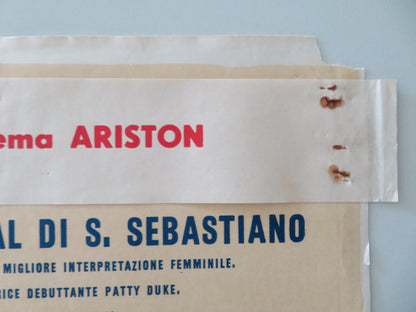 ema ARISTON
AL DI S. SEBASTIANO
MIGLIORE INTERPRETAZIONE FEMMINILE.
RICE DEBUTTANTE PATTY DUKE.